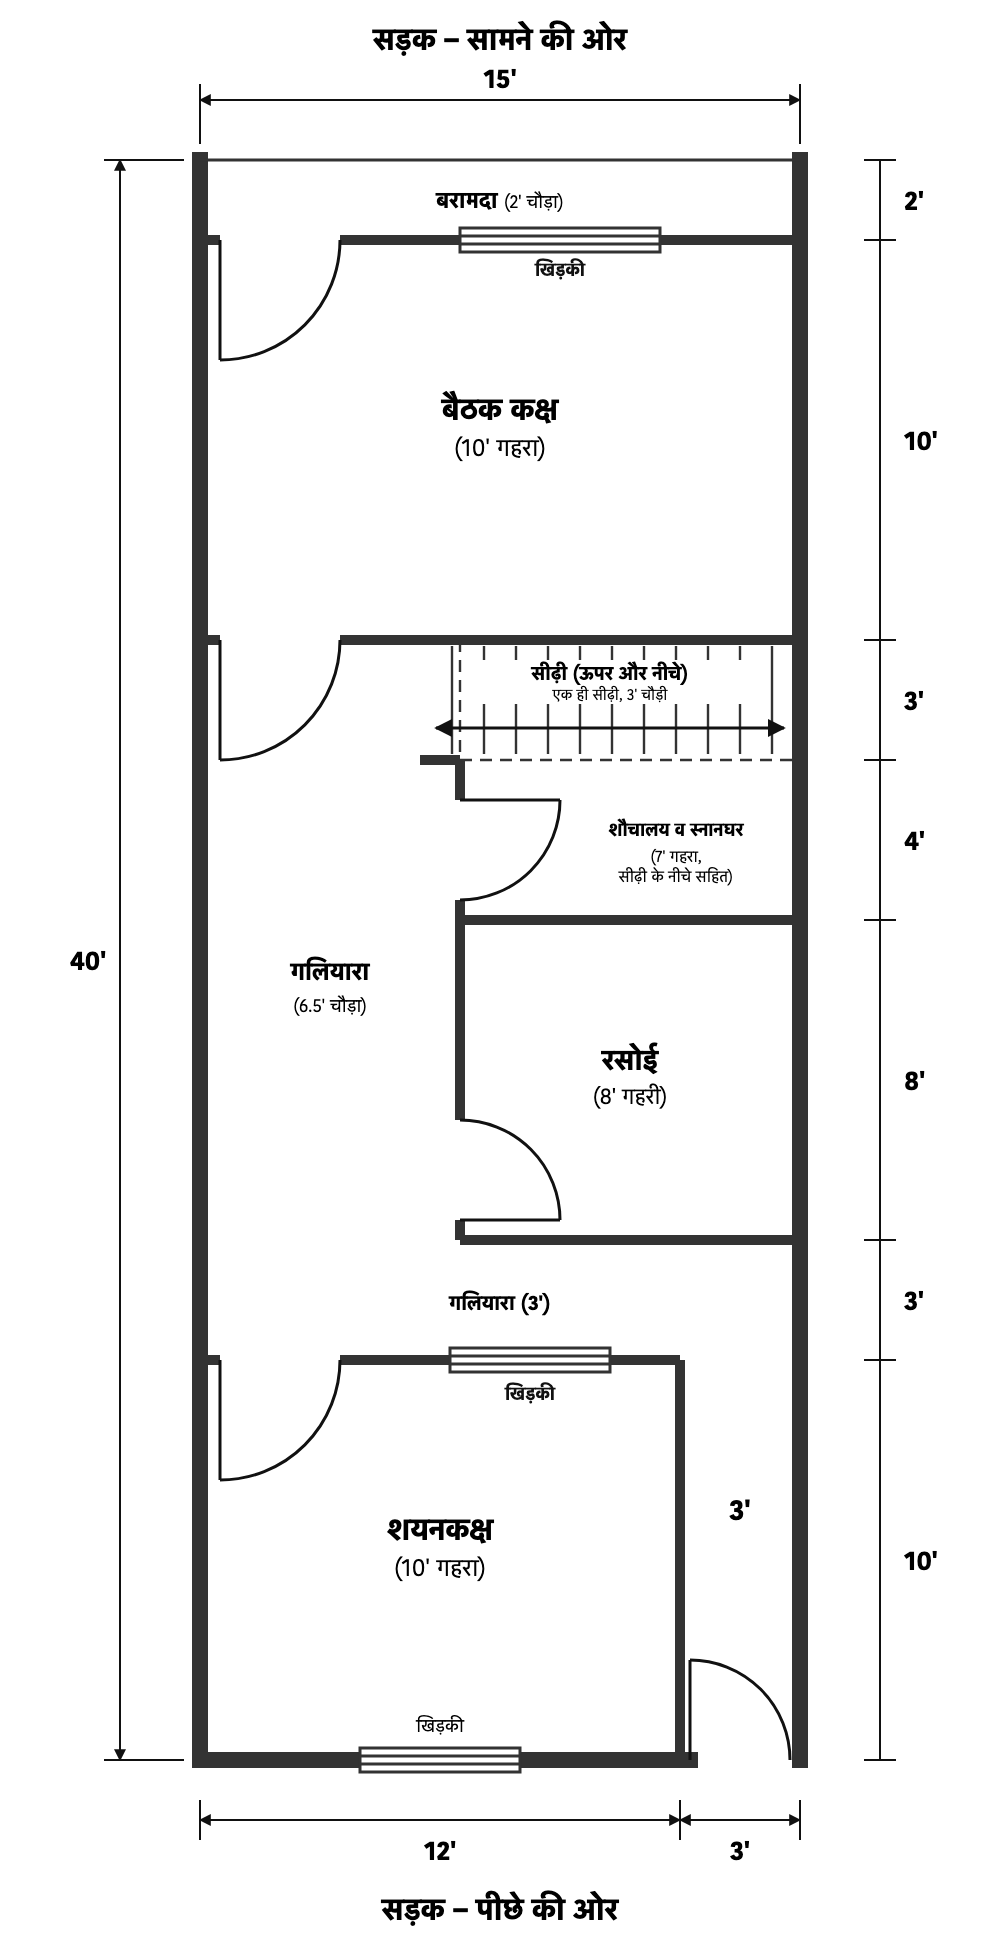 सड़क – सामने की ओर
15'
बरामदा (2' चौड़ा)
2'
खिड़की
बैठक कक्ष
(10' गहरा)
10'
सीढ़ी (ऊपर और नीचे)
एक ही सीढ़ी, 3' चौड़ी
3'
शौचालय व स्नानघर
(7' गहरा,
सीढ़ी के नीचे सहित)
4'
40'
गलियारा
(6.5' चौड़ा)
रसोई
(8' गहरी)
8'
गलियारा (3')
3'
खिड़की
शयनकक्ष
(10' गहरा)
3'
10'
खिड़की
12'
3'
सड़क – पीछे की ओर